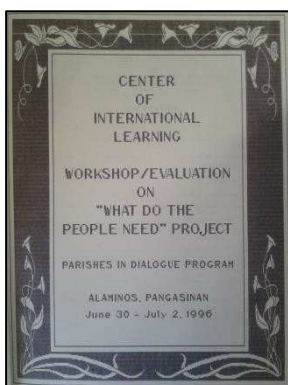 CENTER
OF
INTERNATIONAL
LEARNING
WORKSHOP/EVALUATION
ON
"WHAT DO THE
PEOPLE NEED" PROJECT
PARISHES IN DIALOGUE PROGRAM
ALAMINOS, PANGASINAN
June 30 - July 2, 1996